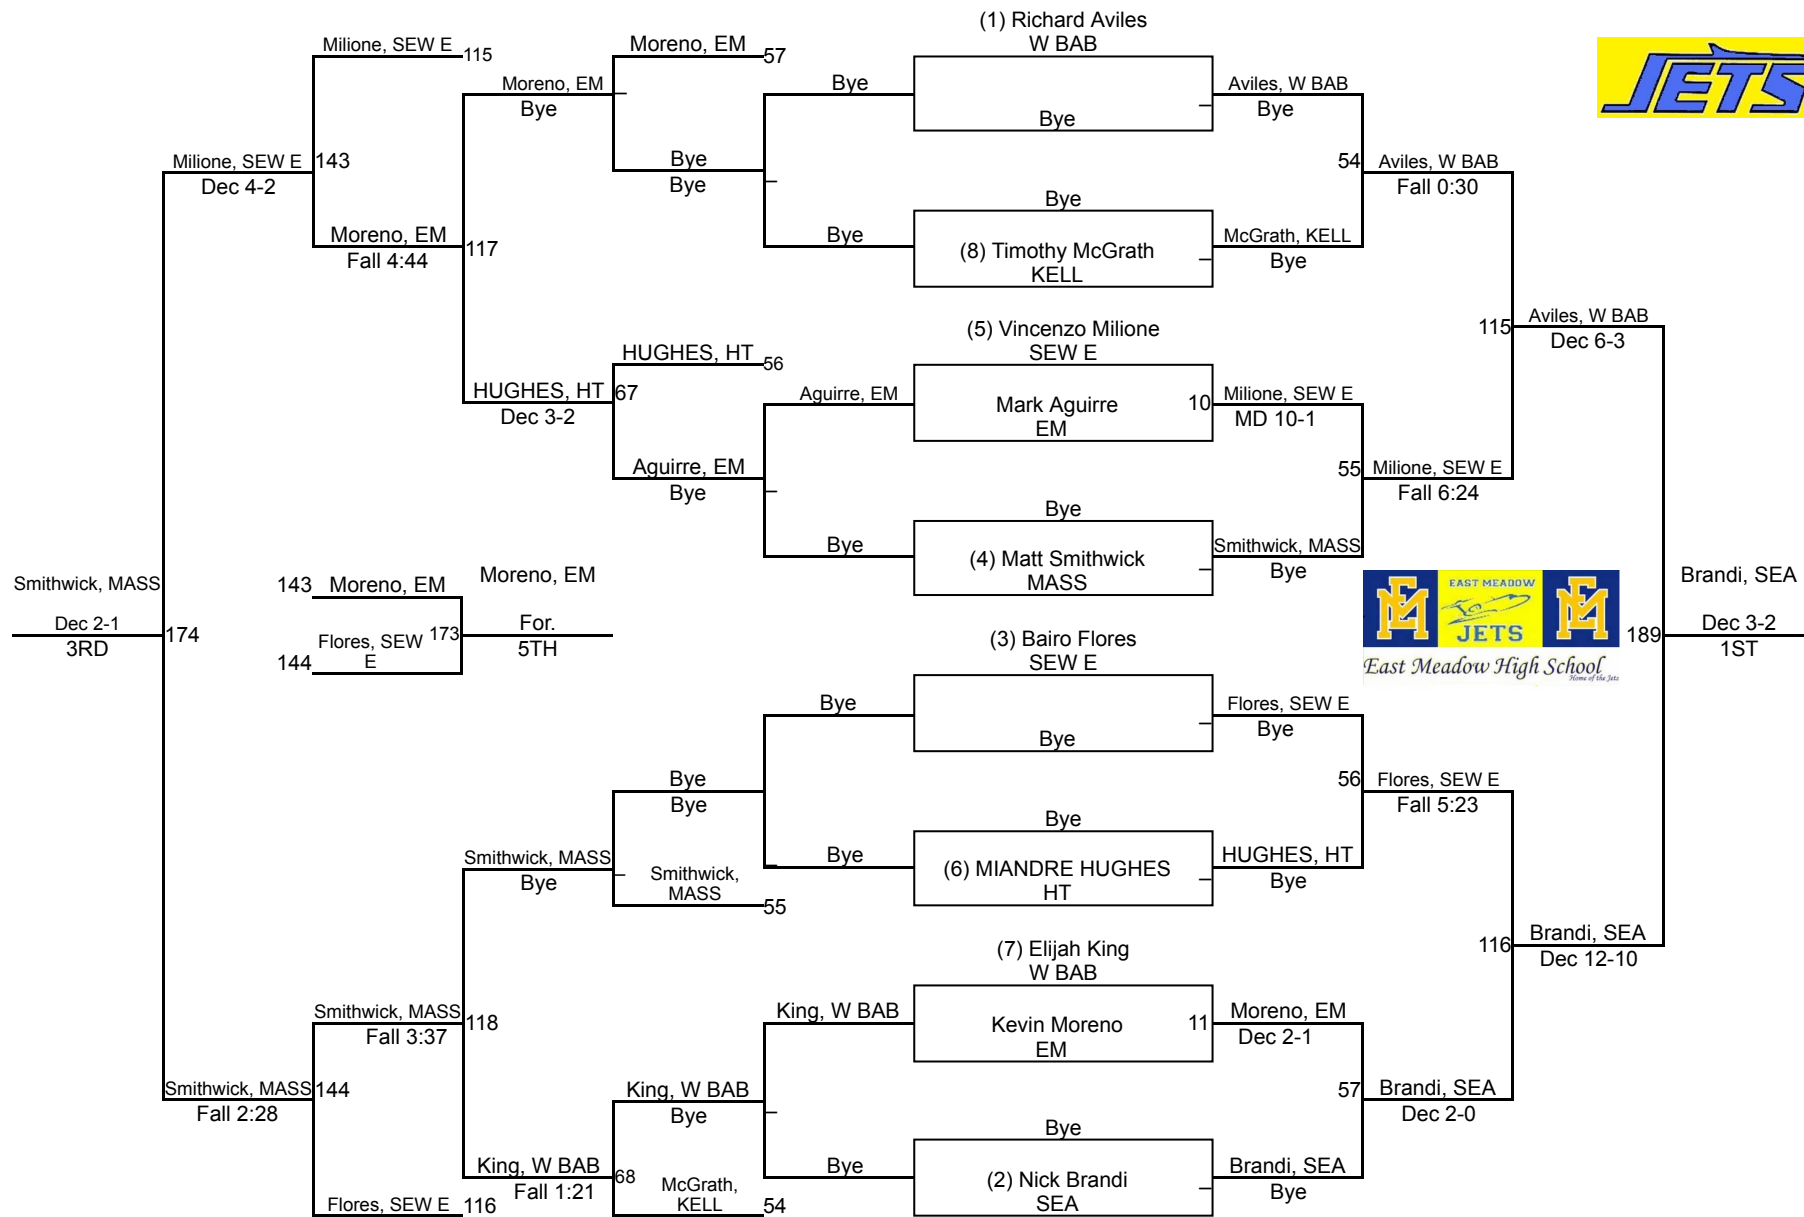 (1) Richard Aviles
W BAB
Milione, SEW E
115
Moreno, EM
57
JETS
Moreno, EM
Bye
Bye
Bye
Aviles, W BAB
Bye
Milione, SEW E
143
Dec 4-2
Bye
Bye
54
Aviles, W BAB
Fall 0:30
Bye
Moreno, EM
Fall 4:44
117
Bye
(8) Timothy McGrath
KELL
McGrath, KELL
Bye
(5) Vincenzo Milione
SEW E
115
Aviles, W BAB
Dec 6-3
HUGHES, HT
56
HUGHES, HT
67
Dec 3-2
Aguirre, EM
Mark Aguirre
EM
10
Milione, SEW E
MD 10-1
Aguirre, EM
Bye
55
Milione, SEW E
Fall 6:24
Bye
Bye
(4) Matt Smithwick
MASS
Smithwick, MASS
Bye
Smithwick, MASS
Dec 2-1
3RD
174
143
Moreno, EM
Moreno, EM
Flores, SEW
E
173
144
For.
5TH
EM
EAST MEADOW
JETS
EM
East Meadow High School
Home of the Jets
Brandi, SEA
189
Dec 3-2
1ST
(3) Bairo Flores
SEW E
Bye
Bye
Flores, SEW E
Bye
Bye
Bye
56
Flores, SEW E
Fall 5:23
Bye
Smithwick, MASS
Bye
Smithwick,
MASS
55
Bye
(6) MIANDRE HUGHES
HT
HUGHES, HT
Bye
(7) Elijah King
W BAB
116
Brandi, SEA
Dec 12-10
Smithwick, MASS
118
Fall 3:37
King, W BAB
Kevin Moreno
EM
11
Moreno, EM
Dec 2-1
Smithwick, MASS
144
Fall 2:28
King, W BAB
Bye
57
Brandi, SEA
Dec 2-0
Bye
King, W BAB
68
Fall 1:21
McGrath,
KELL
54
Bye
(2) Nick Brandi
SEA
Brandi, SEA
Bye
Flores, SEW E
116